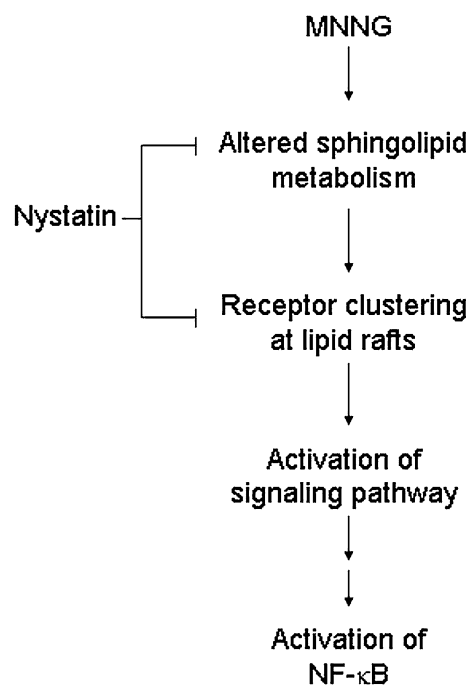 MNNG
Altered sphingolipid
metabolism
Nystatin
Receptor clustering
at lipid rafts
Activation of
signaling pathway
Activation of
NF-κB